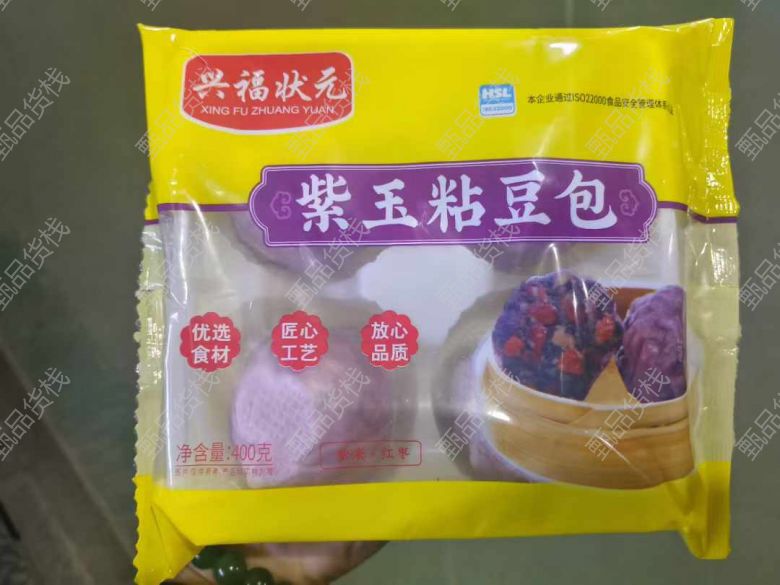 兴福状元
XING FU ZHUANG YUAN
HSL
ISO22000
本企业通过ISO22000食品安全管理体系
紫玉粘豆包
优选
食材
匠心
工艺
放心
品质
净含量:400克
紫薯·红枣
甄品货栈